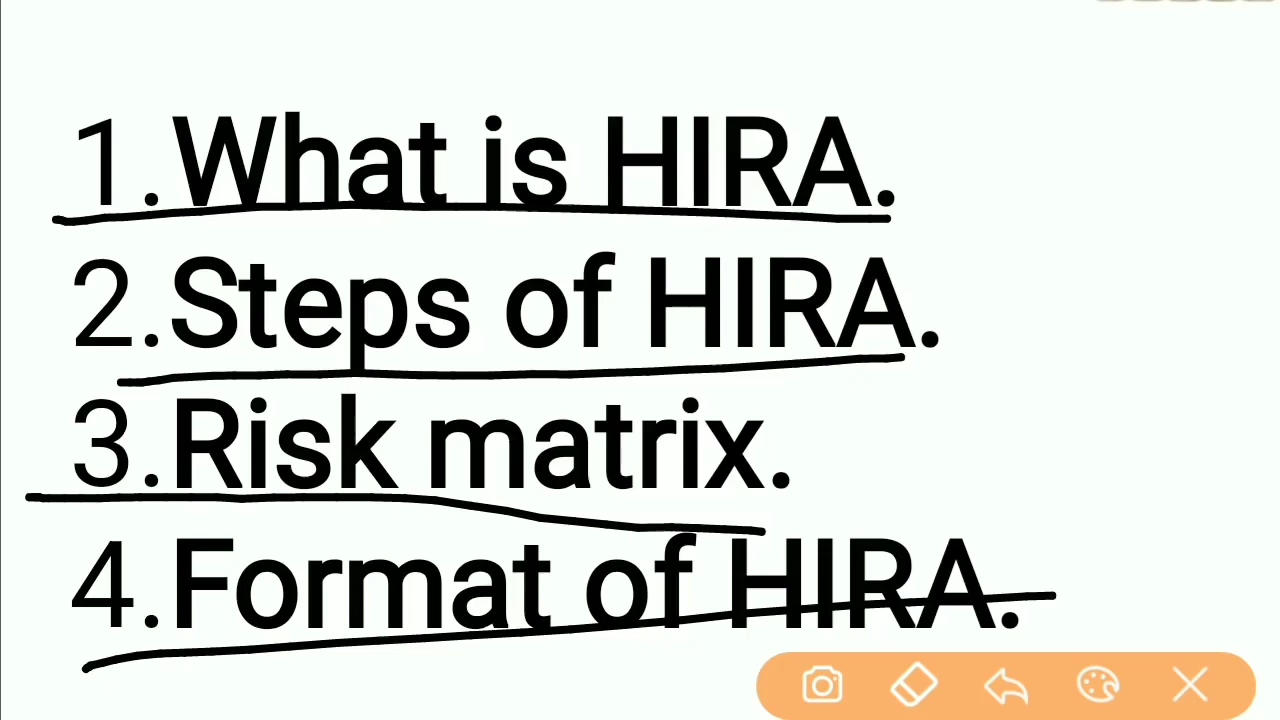 1.What is HIRA.
2.Steps of HIRA.
3.Risk matrix.
4.Format of HIRA.